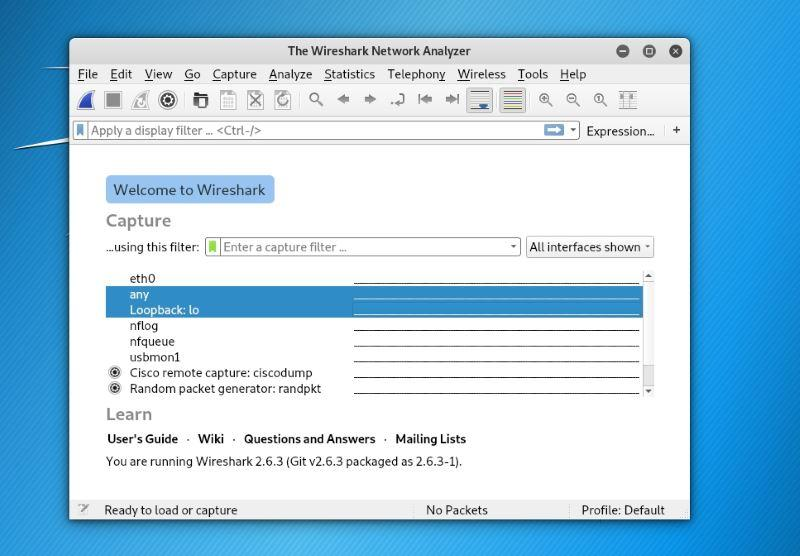 The Wireshark Network Analyzer
File Edit View Go Capture Analyze Statistics Telephony Wireless Tools Help
Apply a display filter ... <Ctrl-/> Expression... +
Welcome to Wireshark
Capture
...using this filter: Enter a capture filter ... All interfaces shown
eth0
any
Loopback: lo
nflog
nfqueue
usbmon1
Cisco remote capture: ciscodump
Random packet generator: randpkt
Learn
User's Guide · Wiki · Questions and Answers · Mailing Lists
You are running Wireshark 2.6.3 (Git v2.6.3 packaged as 2.6.3-1).
Ready to load or capture No Packets Profile: Default